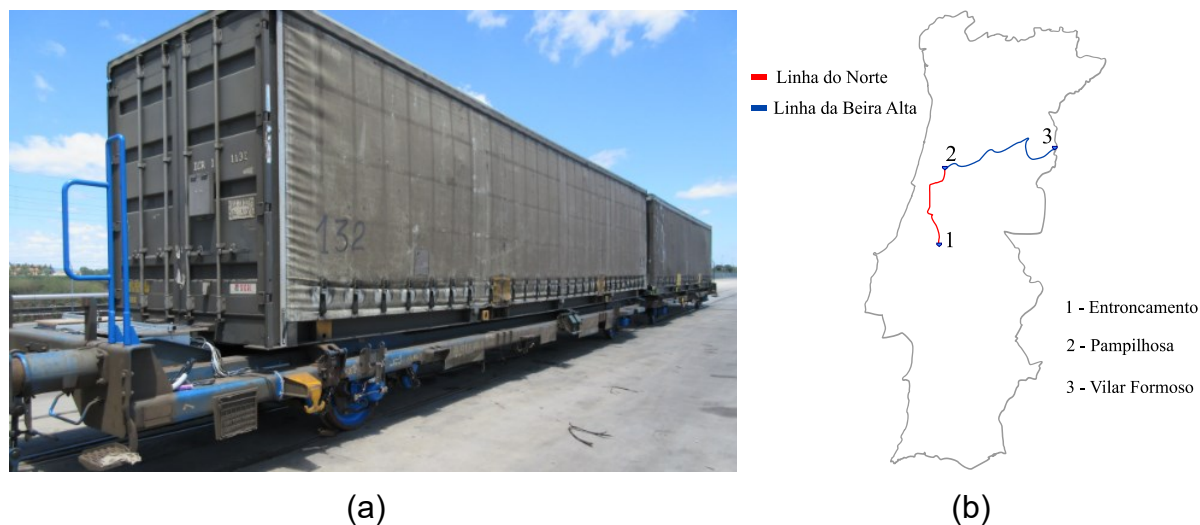 132
Linha do Norte
Linha da Beira Alta
3
2
1
1 - Entroncamento
2 - Pampilhosa
3 - Vilar Formoso
(a)
(b)